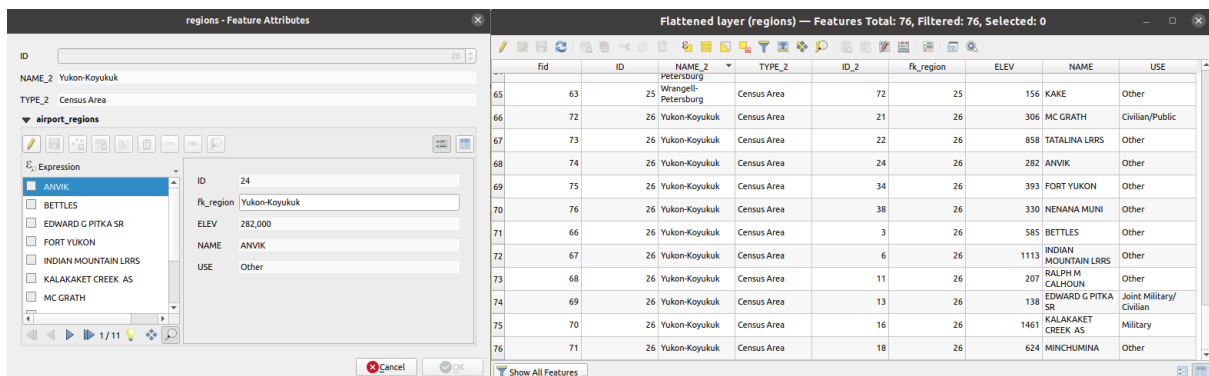 regions - Feature Attributes
ID 26
NAME_2 Yukon-Koyukuk
TYPE_2 Census Area
airport_regions
Expression
ANVIK
BETTLES
EDWARD G PITKA SR
FORT YUKON
INDIAN MOUNTAIN LRRS
KALAKAKET CREEK AS
MC GRATH
1/11
ID 24
fk_region Yukon-Koyukuk
ELEV 282,000
NAME ANVIK
USE Other
Cancel OK
Flattened layer (regions) — Features Total: 76, Filtered: 76, Selected: 0
fid ID NAME_2 TYPE_2 ID_2 fk_region ELEV NAME USE
Petersburg
65 63 25 Wrangell-
Petersburg Census Area 72 25 156 KAKE Other
66 72 26 Yukon-Koyukuk Census Area 21 26 306 MC GRATH Civilian/Public
67 73 26 Yukon-Koyukuk Census Area 22 26 858 TATALINA LRRS Other
68 74 26 Yukon-Koyukuk Census Area 24 26 282 ANVIK Other
69 75 26 Yukon-Koyukuk Census Area 34 26 393 FORT YUKON Other
70 76 26 Yukon-Koyukuk Census Area 38 26 330 NENANA MUNI Other
71 66 26 Yukon-Koyukuk Census Area 3 26 585 BETTLES Other
72 67 26 Yukon-Koyukuk Census Area 6 26 1113 INDIAN
MOUNTAIN LRRS Other
73 68 26 Yukon-Koyukuk Census Area 11 26 207 RALPH M
CALHOUN Other
74 69 26 Yukon-Koyukuk Census Area 13 26 138 EDWARD G PITKA
SR Joint Military/
Civilian
75 70 26 Yukon-Koyukuk Census Area 16 26 1461 KALAKAKET
CREEK AS Military
76 71 26 Yukon-Koyukuk Census Area 18 26 624 MINCHUMINA Other
Show All Features